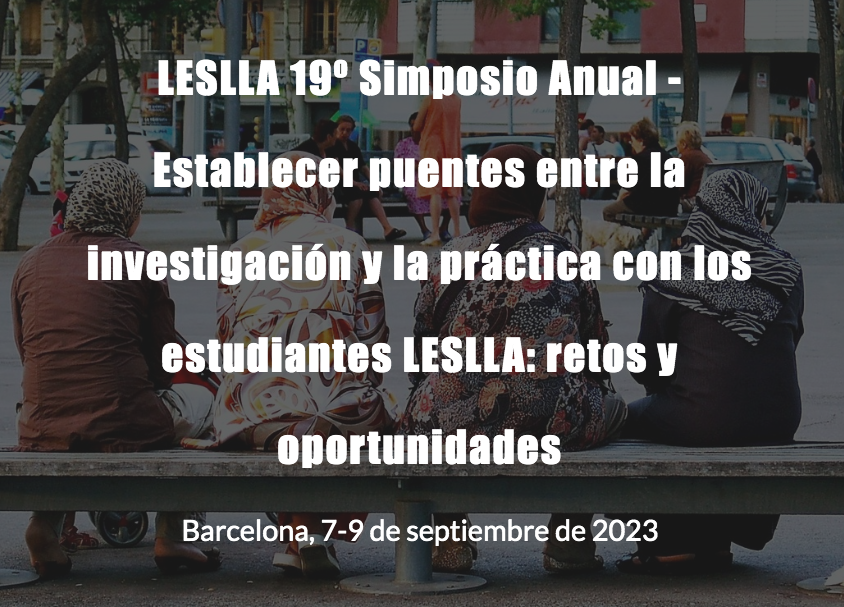 LESLLA 19º Simposio Anual -
Establecer puentes entre la
investigación y la práctica con los
estudiantes LESLLA: retos y
oportunidades
Barcelona, 7-9 de septiembre de 2023
P